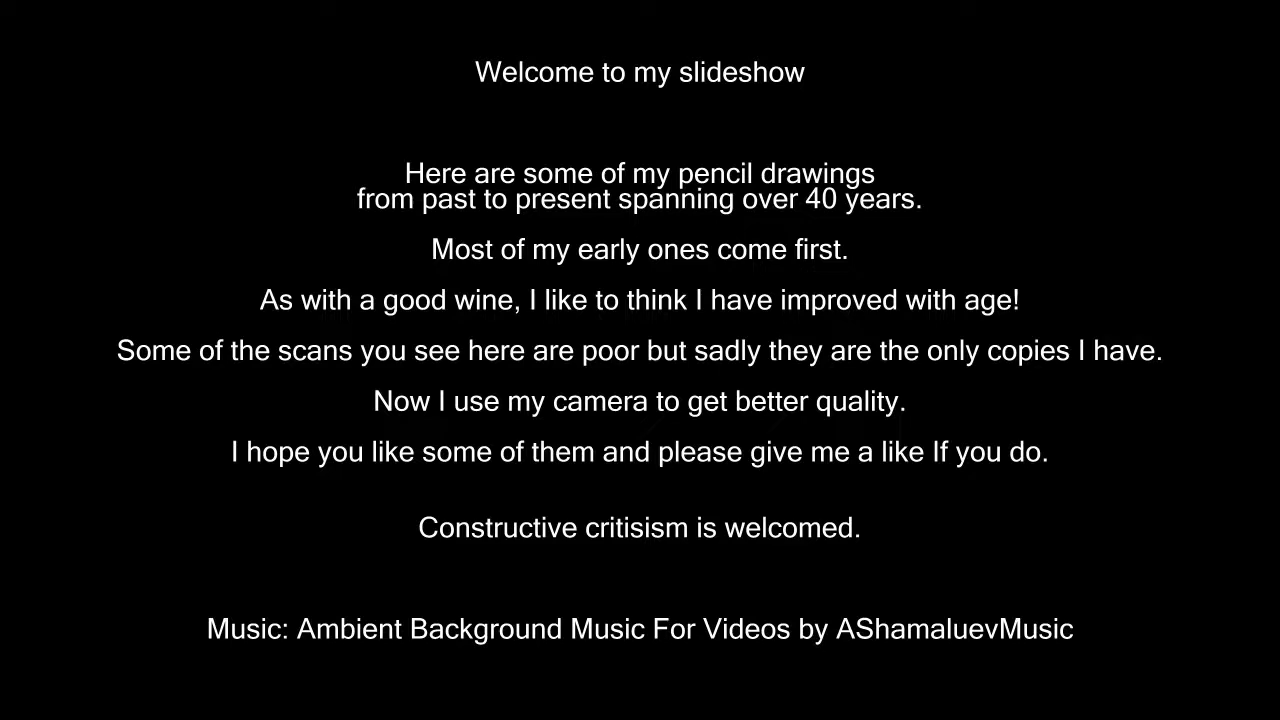 Welcome to my slideshow
Here are some of my pencil drawings
from past to present spanning over 40 years.
Most of my early ones come first.
As with a good wine, I like to think I have improved with age!
Some of the scans you see here are poor but sadly they are the only copies I have.
Now I use my camera to get better quality.
I hope you like some of them and please give me a like If you do.
Constructive critisism is welcomed.
Music: Ambient Background Music For Videos by AShamaluevMusic